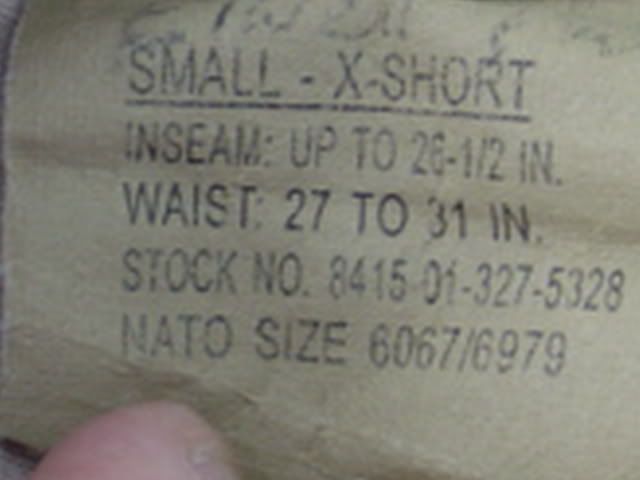 SMALL - X-SHORT
INSEAM: UP TO 26-1/2 IN.
WAIST: 27 TO 31 IN.
STOCK NO. 8415-01-327-5328
NATO SIZE 6067/6979